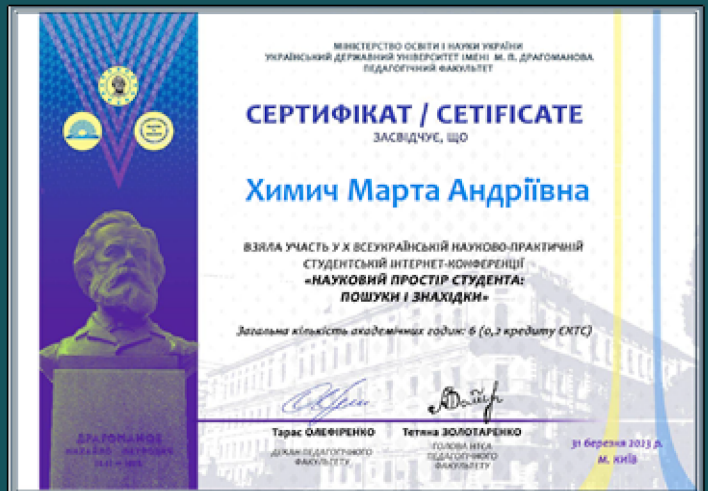 МІНІСТЕРСТВО ОСВІТИ І НАУКИ УКРАЇНИ
УКРАЇНСЬКИЙ ДЕРЖАВНИЙ УНІВЕРСИТЕТ ІМЕНІ М. П. ДРАГОМАНОВА
ПЕДАГОГІЧНИЙ ФАКУЛЬТЕТ
СЕРТИФІКАТ / CETIFICATE
ЗАСВІДЧУЄ, ЩО
Химич Марта Андріївна
ВЗЯЛА УЧАСТЬ У X ВСЕУКРАЇНСЬКІЙ НАУКОВО-ПРАКТИЧНІЙ
СТУДЕНТСЬКІЙ ІНТЕРНЕТ-КОНФЕРЕНЦІЇ
«НАУКОВИЙ ПРОСТІР СТУДЕНТА:
ПОШУКИ І ЗНАХІДКИ»
Загальна кількість академічних годин: 6 (0,2 кредиту ЄКТС)
Тарас ОЛЕФІРЕНКО
ДЕКАН ПЕДАГОГІЧНОГО
ФАКУЛЬТЕТУ
Тетяна ЗОЛОТАРЕНКО
ГОЛОВА НТСА
ПЕДАГОГІЧНОГО
ФАКУЛЬТЕТУ
31 березня 2023 р.
м. Київ
ДРАГОМАНОВ